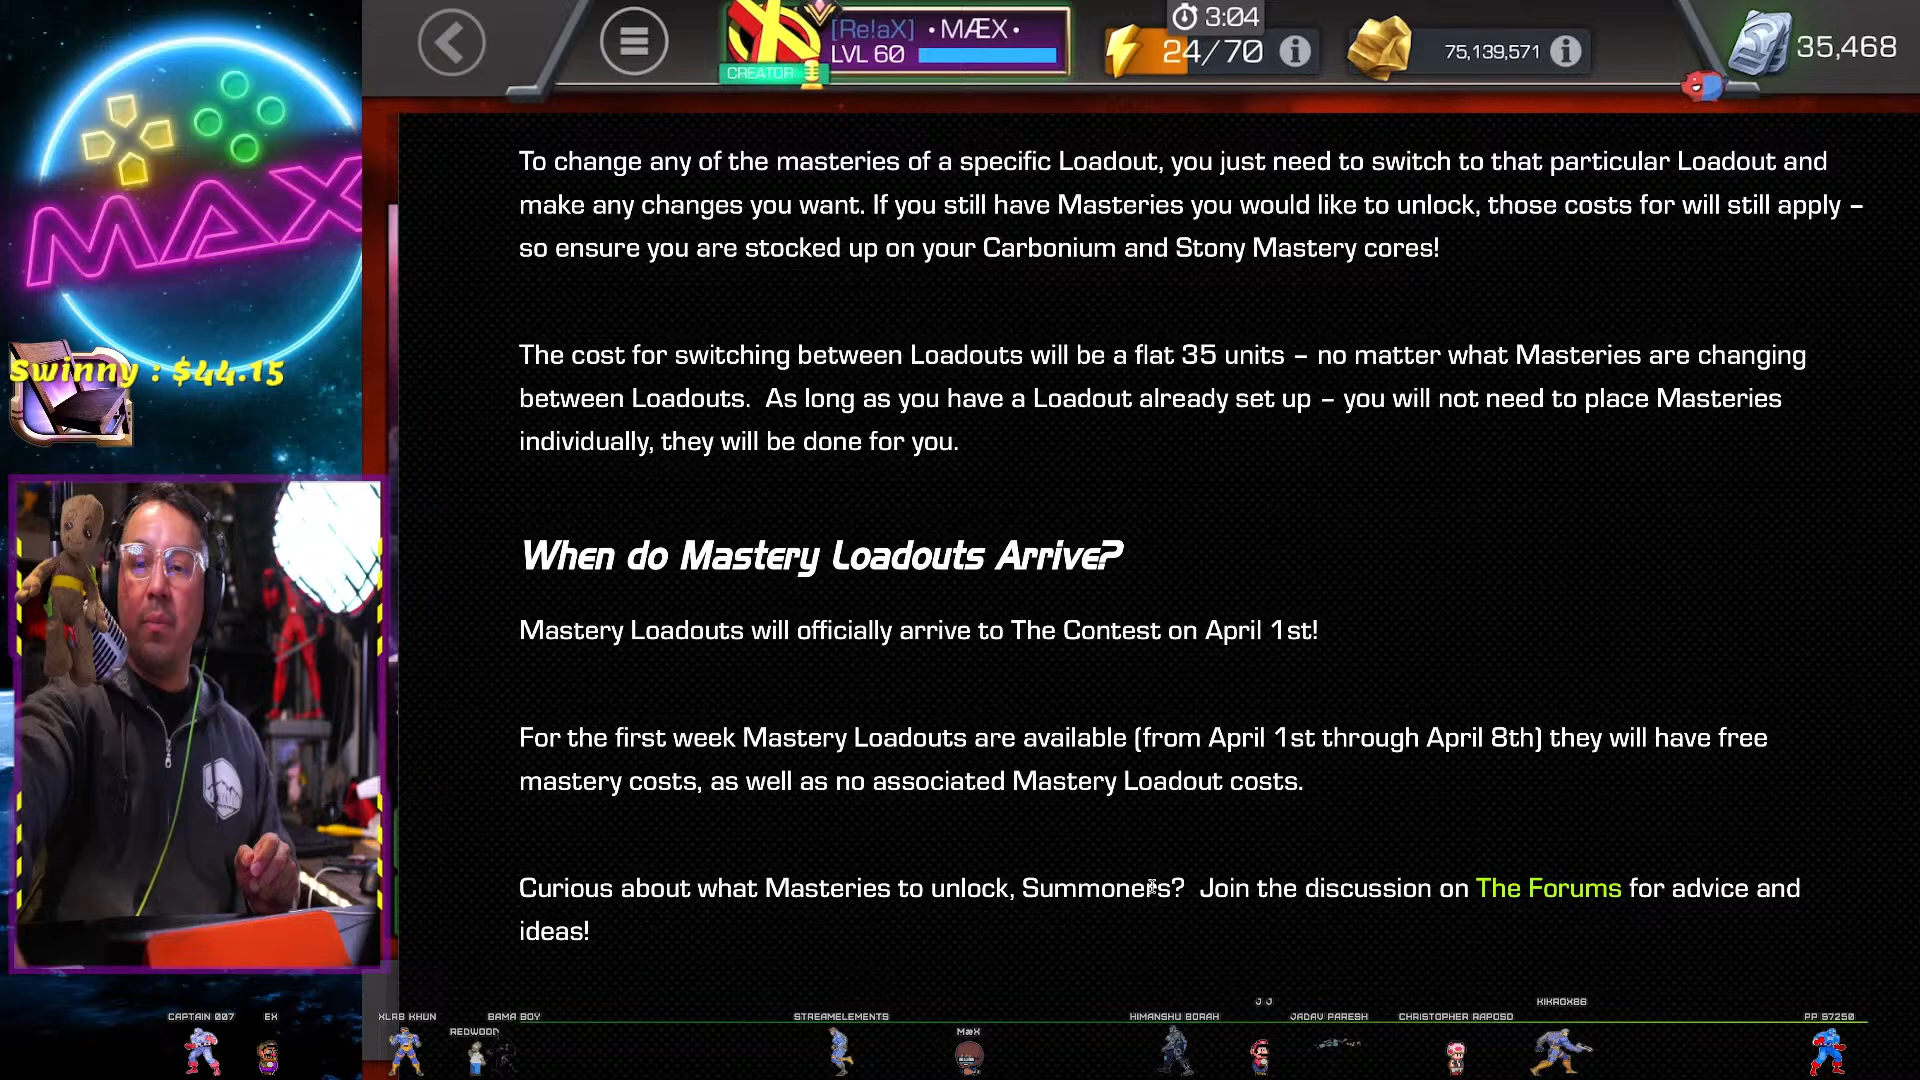 3:04
[Re!aX] • MÆX •
LVL 60
CREATOR
24/70
75,139,571
35,468
MAX
To change any of the masteries of a specific Loadout, you just need to switch to that particular Loadout and
make any changes you want. If you still have Masteries you would like to unlock, those costs for will still apply –
so ensure you are stocked up on your Carbonium and Stony Mastery cores!
Swinny : $44.15
The cost for switching between Loadouts will be a flat 35 units – no matter what Masteries are changing
between Loadouts. As long as you have a Loadout already set up – you will not need to place Masteries
individually, they will be done for you.
When do Mastery Loadouts Arrive?
Mastery Loadouts will officially arrive to The Contest on April 1st!
For the first week Mastery Loadouts are available (from April 1st through April 8th) they will have free
mastery costs, as well as no associated Mastery Loadout costs.
Curious about what Masteries to unlock, Summoners? Join the discussion on The Forums for advice and
ideas!
J J
KIKROX86
CAPTAIN 007
EX
XLRB KHUN
BAMA BOY
STREAMELEMENTS
HIMANSHU BORAH
JADAV PARESH
CHRISTOPHER RAPOSO
PP 57250
REDWOOD
MÆX